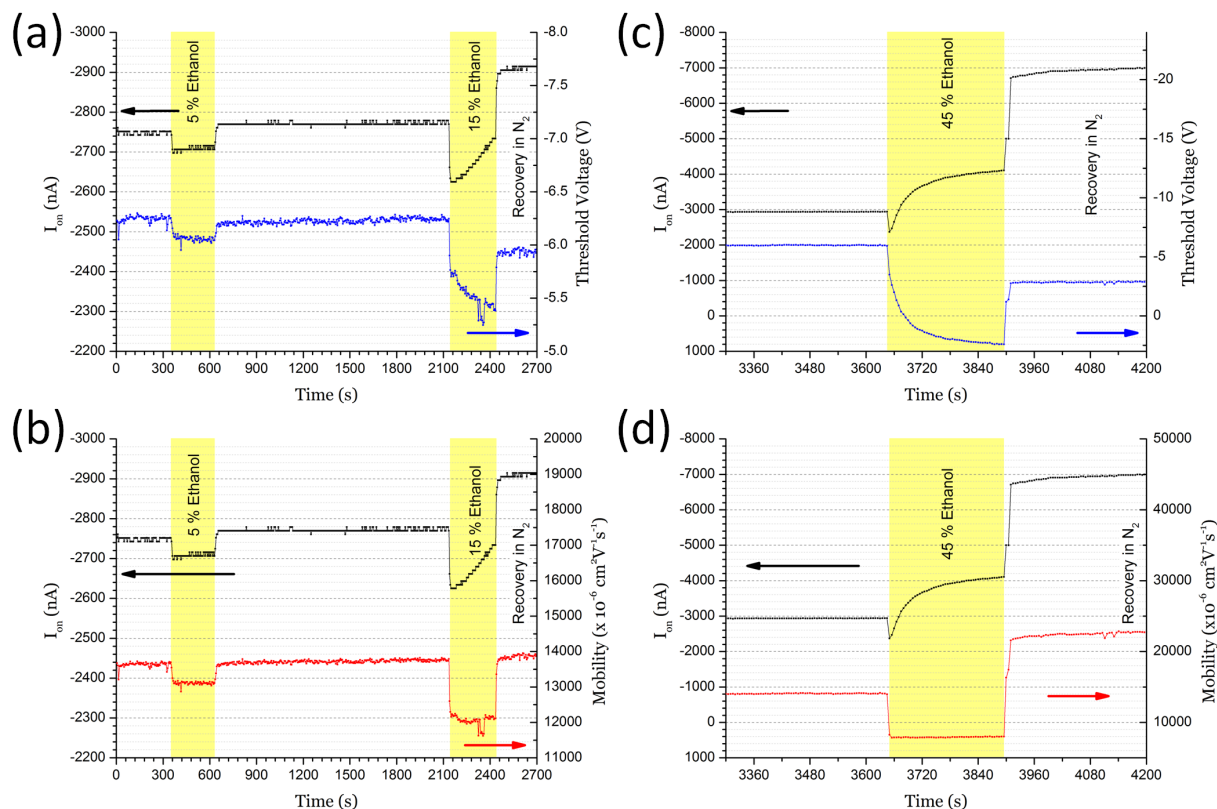 (a)
-3000
-2900
-2800
-2700
-2600
-2500
-2400
-2300
-2200
I_on (nA)
5 % Ethanol
15 % Ethanol
Recovery in N₂
-8.0
-7.5
-7.0
-6.5
-6.0
-5.5
-5.0
Threshold Voltage (V)
0 300 600 900 1200 1500 1800 2100 2400 2700
Time (s)
(c)
-8000
-7000
-6000
-5000
-4000
-3000
-2000
-1000
0
1000
I_on (nA)
45 % Ethanol
Recovery in N₂
-20
-15
-10
-5
0
Threshold Voltage (V)
3360 3480 3600 3720 3840 3960 4080 4200
Time (s)
(b)
-3000
-2900
-2800
-2700
-2600
-2500
-2400
-2300
-2200
I_on (nA)
5 % Ethanol
15 % Ethanol
Recovery in N₂
20000
19000
18000
17000
16000
15000
14000
13000
12000
11000
Mobility (x 10⁻⁶ cm²V⁻¹s⁻¹)
0 300 600 900 1200 1500 1800 2100 2400 2700
Time (s)
(d)
-8000
-7000
-6000
-5000
-4000
-3000
-2000
-1000
0
1000
I_on (nA)
45 % Ethanol
Recovery in N₂
50000
40000
30000
20000
10000
Mobility (x10⁻⁶ cm²V⁻¹s⁻¹)
3360 3480 3600 3720 3840 3960 4080 4200
Time (s)